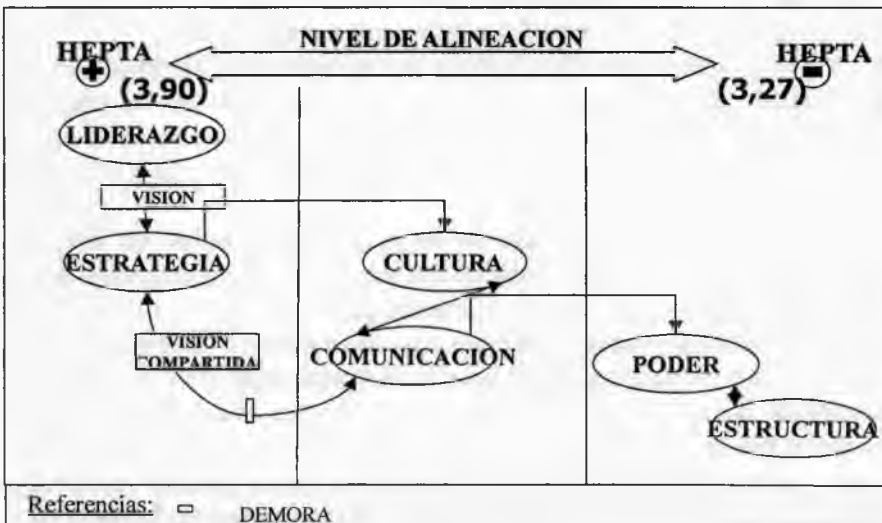 NIVEL DE ALINEACION
HEPTA
HEPTA
(3,90)
(3,27)
LIDERAZGO
VISION
ESTRATEGIA
CULTURA
VISION
COMPARTIDA
COMUNICACIÓN
PODER
ESTRUCTURA
Referencias:
DEMORA